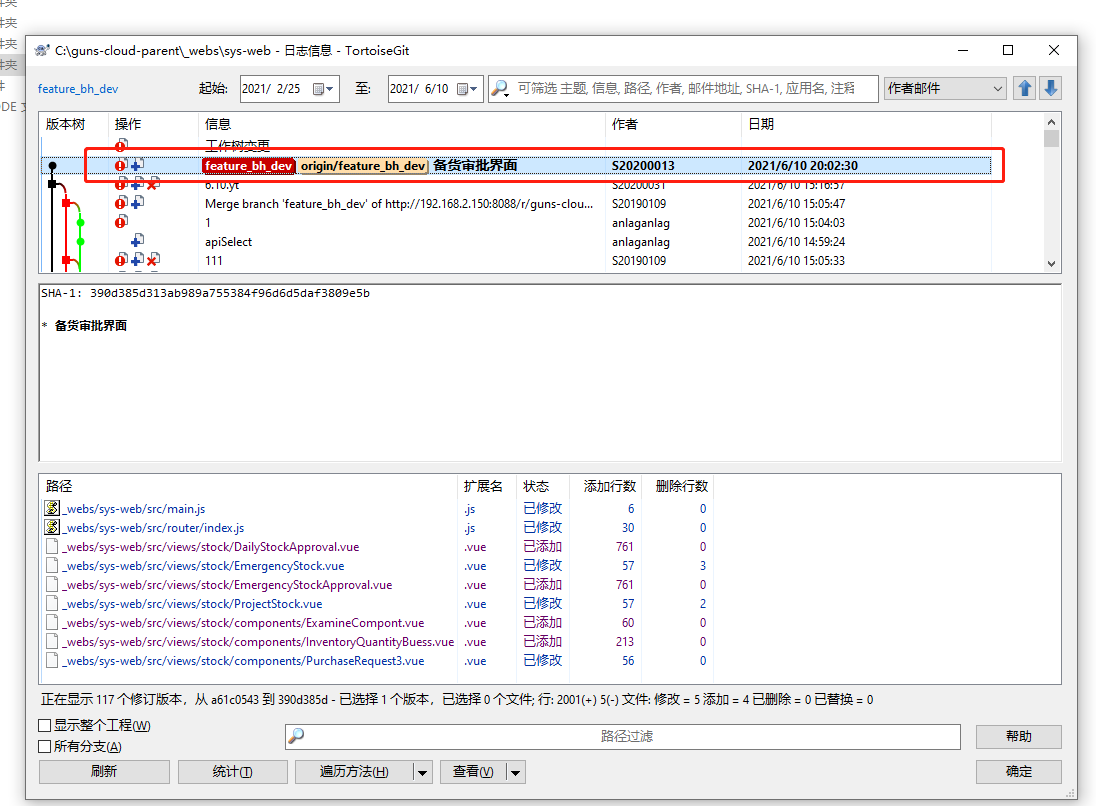 件夹
件夹
件夹
件夹
件
ODE 文
C:\guns-cloud-parent\_webs\sys-web - 日志信息 - TortoiseGit
feature_bh_dev 起始: 2021/ 2/25 至: 2021/ 6/10 可筛选 主题, 信息, 路径, 作者, 邮件地址, SHA-1, 应用名, 注释 作者邮件
版本树 操作 信息 作者 日期
工作树变更
feature_bh_dev origin/feature_bh_dev 备货审批界面 S20200013 2021/6/10 20:02:30
6.10.yt S20200031 2021/6/10 15:16:57
Merge branch 'feature_bh_dev' of http://192.168.2.150:8088/r/guns-clou... S20190109 2021/6/10 15:05:47
1 anlaganlag 2021/6/10 15:04:03
apiSelect anlaganlag 2021/6/10 14:59:24
111 S20190109 2021/6/10 15:05:33
SHA-1: 390d385d313ab989a755384f96d6d5daf3809e5b
* 备货审批界面
路径 扩展名 状态 添加行数 删除行数
_webs/sys-web/src/main.js .js 已修改 6 0
_webs/sys-web/src/router/index.js .js 已修改 30 0
_webs/sys-web/src/views/stock/DailyStockApproval.vue .vue 已添加 761 0
_webs/sys-web/src/views/stock/EmergencyStock.vue .vue 已修改 57 3
_webs/sys-web/src/views/stock/EmergencyStockApproval.vue .vue 已添加 761 0
_webs/sys-web/src/views/stock/ProjectStock.vue .vue 已修改 57 2
_webs/sys-web/src/views/stock/components/ExamineCompont.vue .vue 已添加 60 0
_webs/sys-web/src/views/stock/components/InventoryQuantityBuess.vue .vue 已添加 213 0
_webs/sys-web/src/views/stock/components/PurchaseRequest3.vue .vue 已修改 56 0
正在显示 117 个修订版本，从 a61c0543 到 390d385d - 已选择 1 个版本，已选择 0 个文件; 行: 2001(+) 5(-) 文件: 修改 = 5 添加 = 4 已删除 = 0 已替换 = 0
显示整个工程(W)
所有分支(A) 路径过滤 帮助
刷新 统计(T) 遍历方法(H) 查看(V) 确定